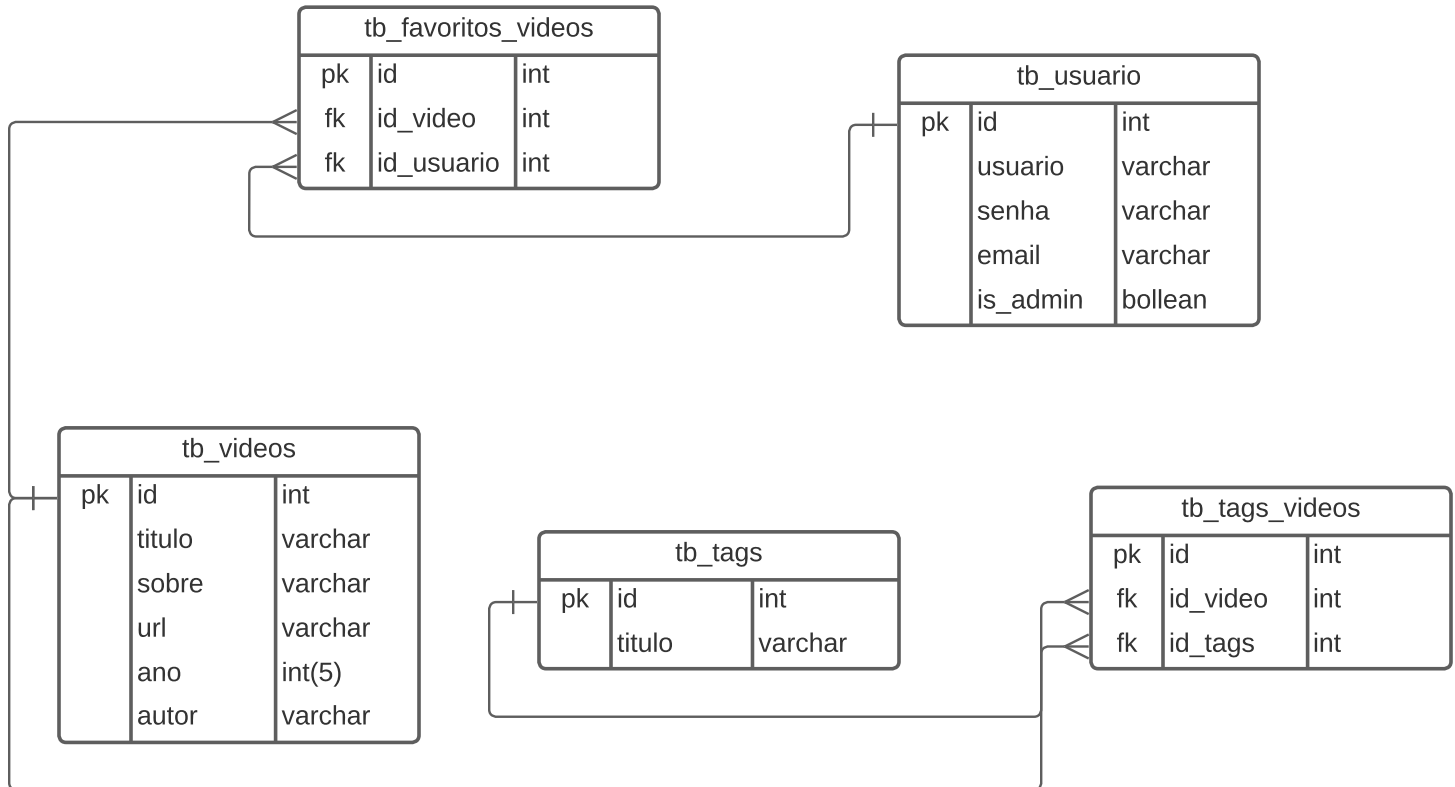 tb_favoritos_videos
pk id int
fk id_video int
fk id_usuario int
tb_usuario
pk id int
usuario varchar
senha varchar
email varchar
is_admin bollean
tb_videos
pk id int
titulo varchar
sobre varchar
url varchar
ano int(5)
autor varchar
tb_tags
pk id int
titulo varchar
tb_tags_videos
pk id int
fk id_video int
fk id_tags int